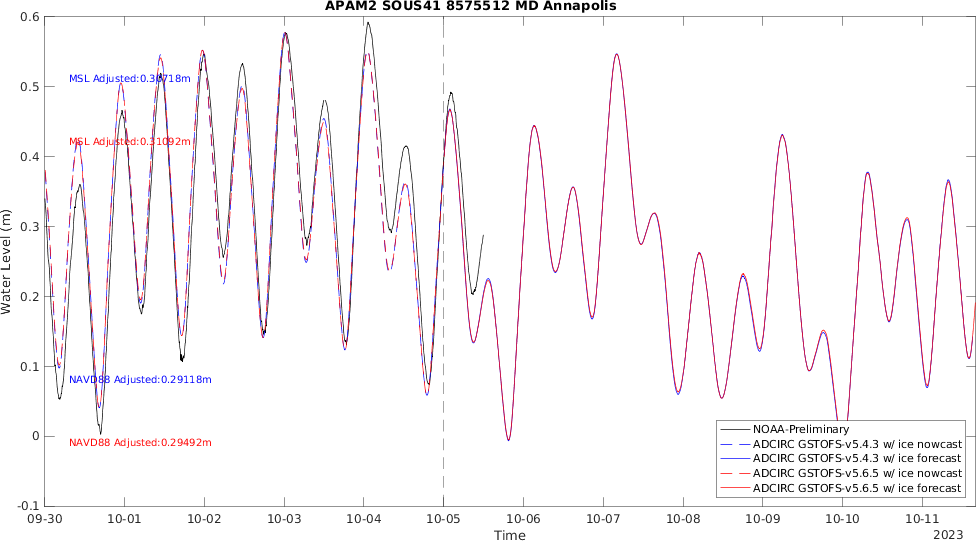 APAM2 SOUS41 8575512 MD Annapolis
0.6
0.5
0.4
0.3
0.2
0.1
0
-0.1
Water Level (m)
MSL Adjusted:0.30718m
MSL Adjusted:0.31092m
NAVD88 Adjusted:0.29118m
NAVD88 Adjusted:0.29492m
NOAA-Preliminary
ADCIRC GSTOFS-v5.4.3 w/ ice nowcast
ADCIRC GSTOFS-v5.4.3 w/ ice forecast
ADCIRC GSTOFS-v5.6.5 w/ ice nowcast
ADCIRC GSTOFS-v5.6.5 w/ ice forecast
09-30 10-01 10-02 10-03 10-04 10-05 10-06 10-07 10-08 10-09 10-10 10-11
Time
2023